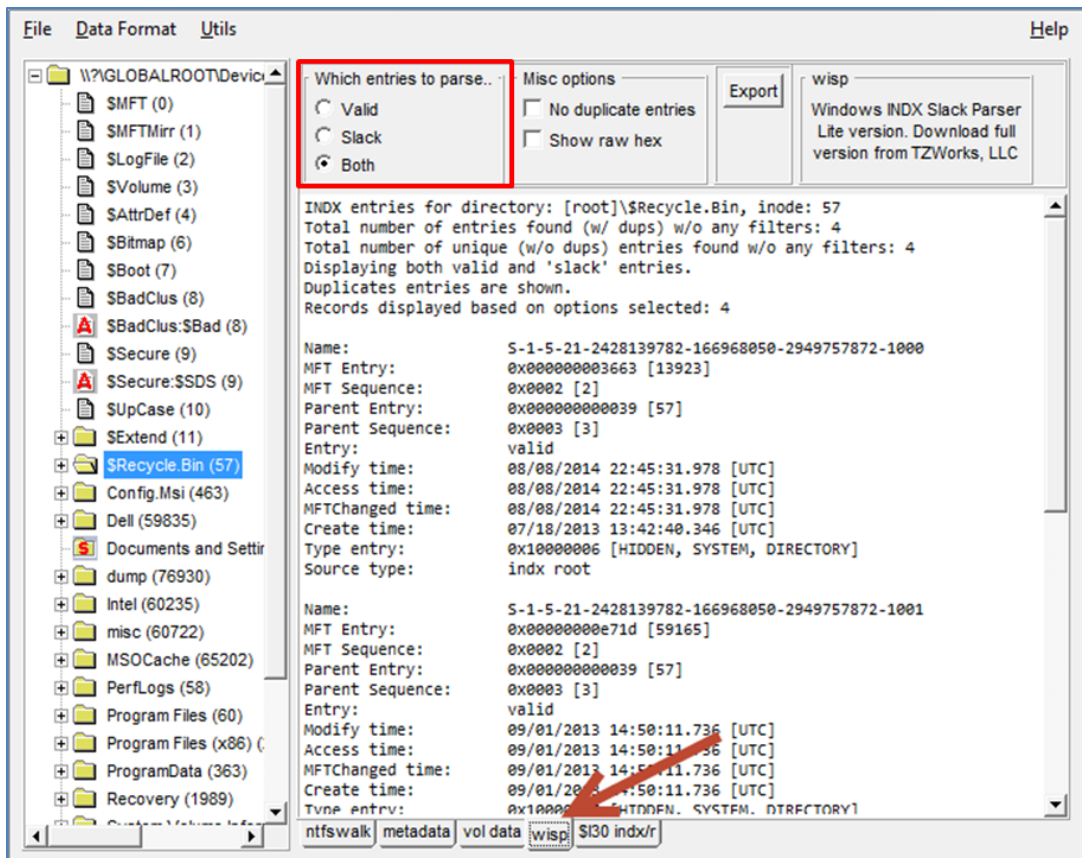 File Data Format Utils Help
\\?\GLOBALROOT\Device
$MFT (0)
$MFTMirr (1)
$LogFile (2)
$Volume (3)
$AttrDef (4)
$Bitmap (6)
$Boot (7)
$BadClus (8)
$BadClus:$Bad (8)
$Secure (9)
$Secure:$SDS (9)
$UpCase (10)
$Extend (11)
$Recycle.Bin (57)
Config.Msi (463)
Dell (59835)
Documents and Settir
dump (76930)
Intel (60235)
misc (60722)
MSOCache (65202)
PerfLogs (58)
Program Files (60)
Program Files (x86) (
ProgramData (363)
Recovery (1989)
Which entries to parse..
Valid
Slack
Both
Misc options
No duplicate entries
Show raw hex
Export
wisp
Windows INDX Slack Parser
Lite version. Download full
version from TZWorks, LLC
INDX entries for directory: [root]\$Recycle.Bin, inode: 57
Total number of entries found (w/ dups) w/o any filters: 4
Total number of unique (w/o dups) entries found w/o any filters: 4
Displaying both valid and 'slack' entries.
Duplicates entries are shown.
Records displayed based on options selected: 4
Name: S-1-5-21-2428139782-166968050-2949757872-1000
MFT Entry: 0x000000003663 [13923]
MFT Sequence: 0x0002 [2]
Parent Entry: 0x000000000039 [57]
Parent Sequence: 0x0003 [3]
Entry: valid
Modify time: 08/08/2014 22:45:31.978 [UTC]
Access time: 08/08/2014 22:45:31.978 [UTC]
MFTChanged time: 08/08/2014 22:45:31.978 [UTC]
Create time: 07/18/2013 13:42:40.346 [UTC]
Type entry: 0x10000006 [HIDDEN, SYSTEM, DIRECTORY]
Source type: indx root
Name: S-1-5-21-2428139782-166968050-2949757872-1001
MFT Entry: 0x00000000e71d [59165]
MFT Sequence: 0x0002 [2]
Parent Entry: 0x000000000039 [57]
Parent Sequence: 0x0003 [3]
Entry: valid
Modify time: 09/01/2013 14:50:11.736 [UTC]
Access time: 09/01/2013 14:50:11.736 [UTC]
MFTChanged time: 09/01/2013 14:50:11.736 [UTC]
Create time: 09/01/2013 14:50:11.736 [UTC]
Type entry: [HIDDEN, SYSTEM, DIRECTORY]
ntfswalk metadata vol data wisp $I30 indx/r